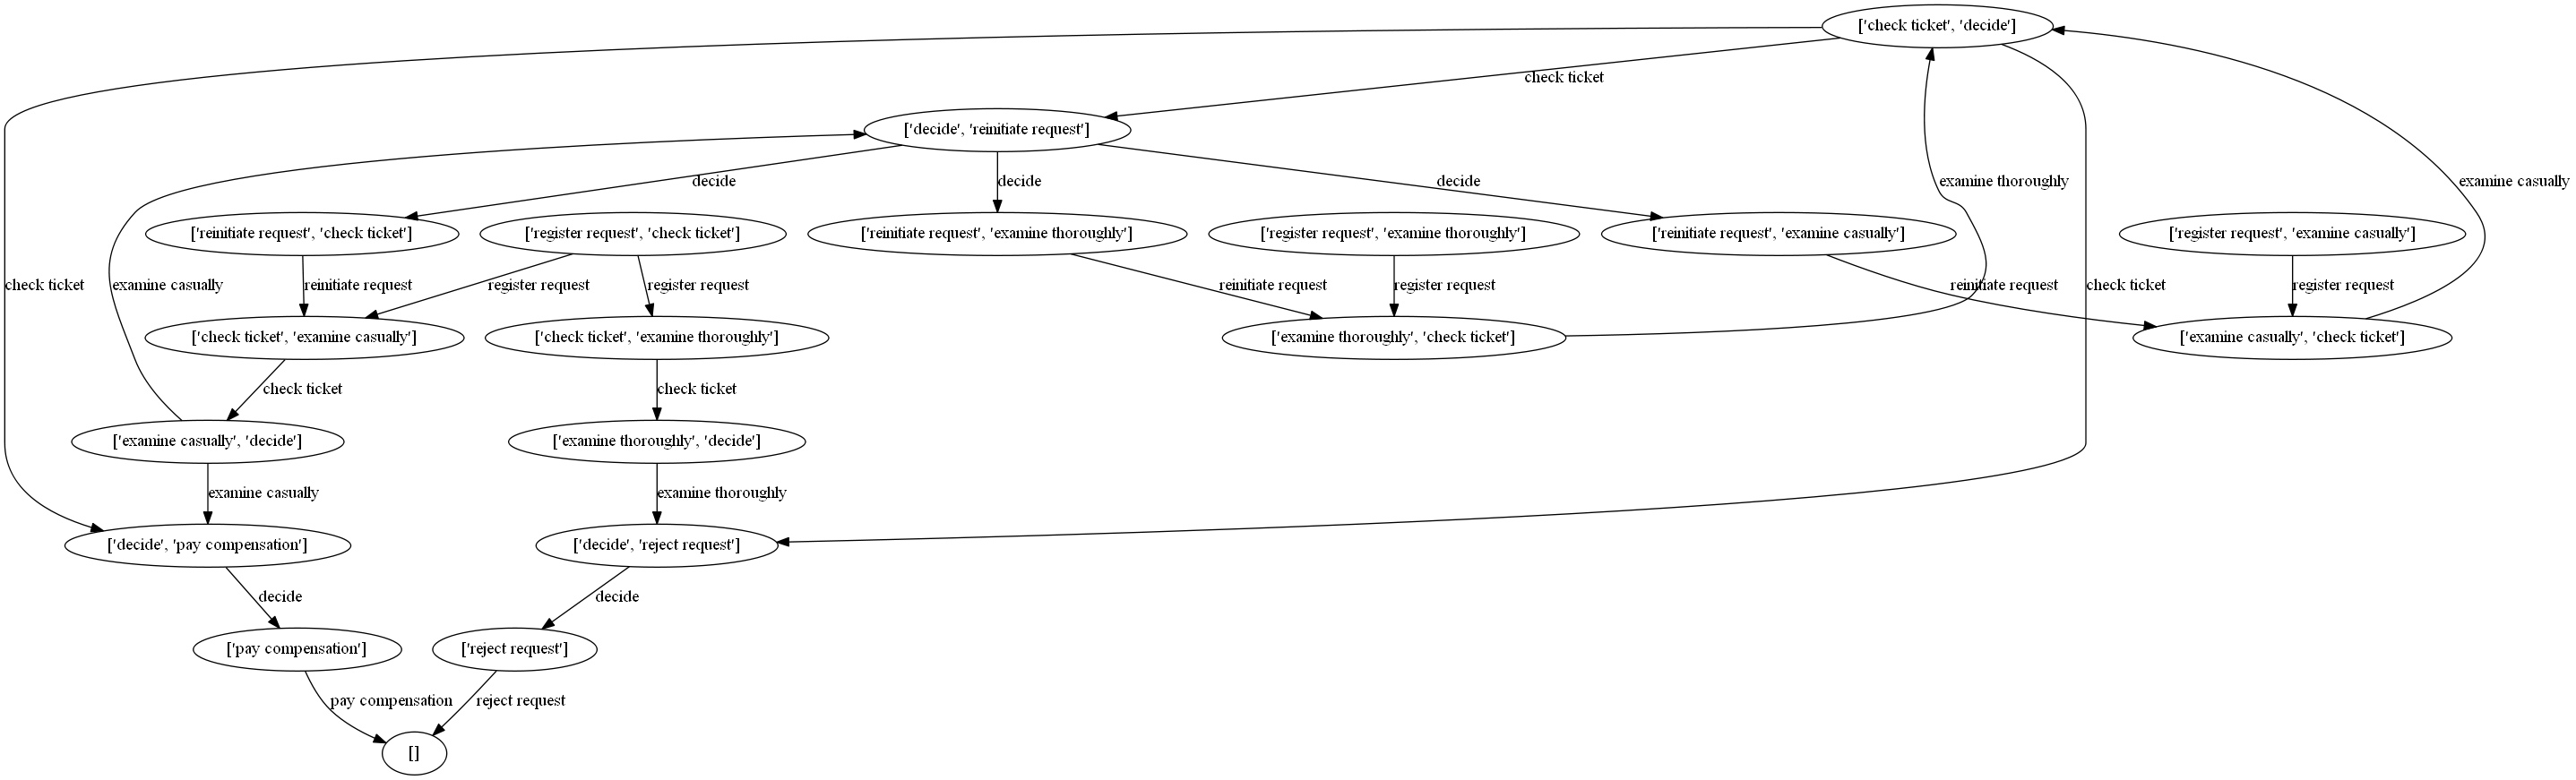 ['check ticket', 'decide']
check ticket
['decide', 'reinitiate request']
decide
decide
decide
examine thoroughly
examine casually
['reinitiate request', 'check ticket']
['register request', 'check ticket']
['reinitiate request', 'examine thoroughly']
['register request', 'examine thoroughly']
['reinitiate request', 'examine casually']
['register request', 'examine casually']
check ticket
examine casually
reinitiate request
register request
register request
reinitiate request
register request
reinitiate request
check ticket
register request
['check ticket', 'examine casually']
['check ticket', 'examine thoroughly']
['examine thoroughly', 'check ticket']
['examine casually', 'check ticket']
check ticket
check ticket
['examine casually', 'decide']
['examine thoroughly', 'decide']
examine casually
examine thoroughly
['decide', 'pay compensation']
['decide', 'reject request']
decide
decide
['pay compensation']
['reject request']
pay compensation
reject request
[]